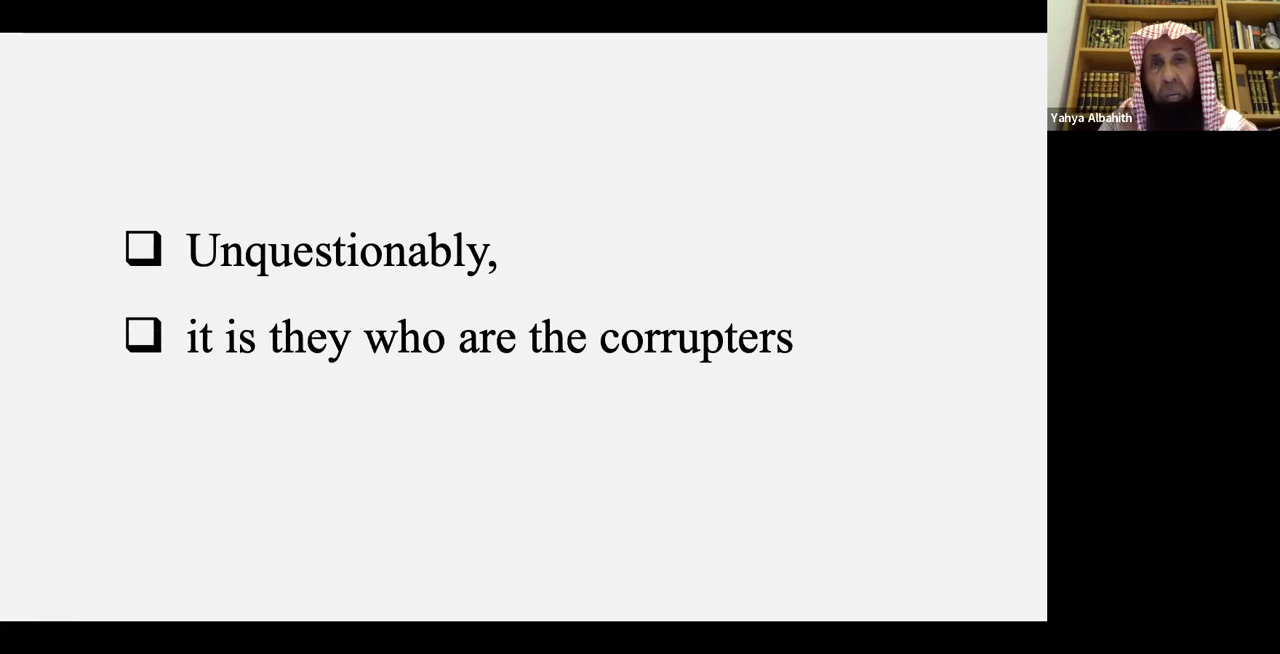 Unquestionably,
it is they who are the corrupters
Yahya Albahith